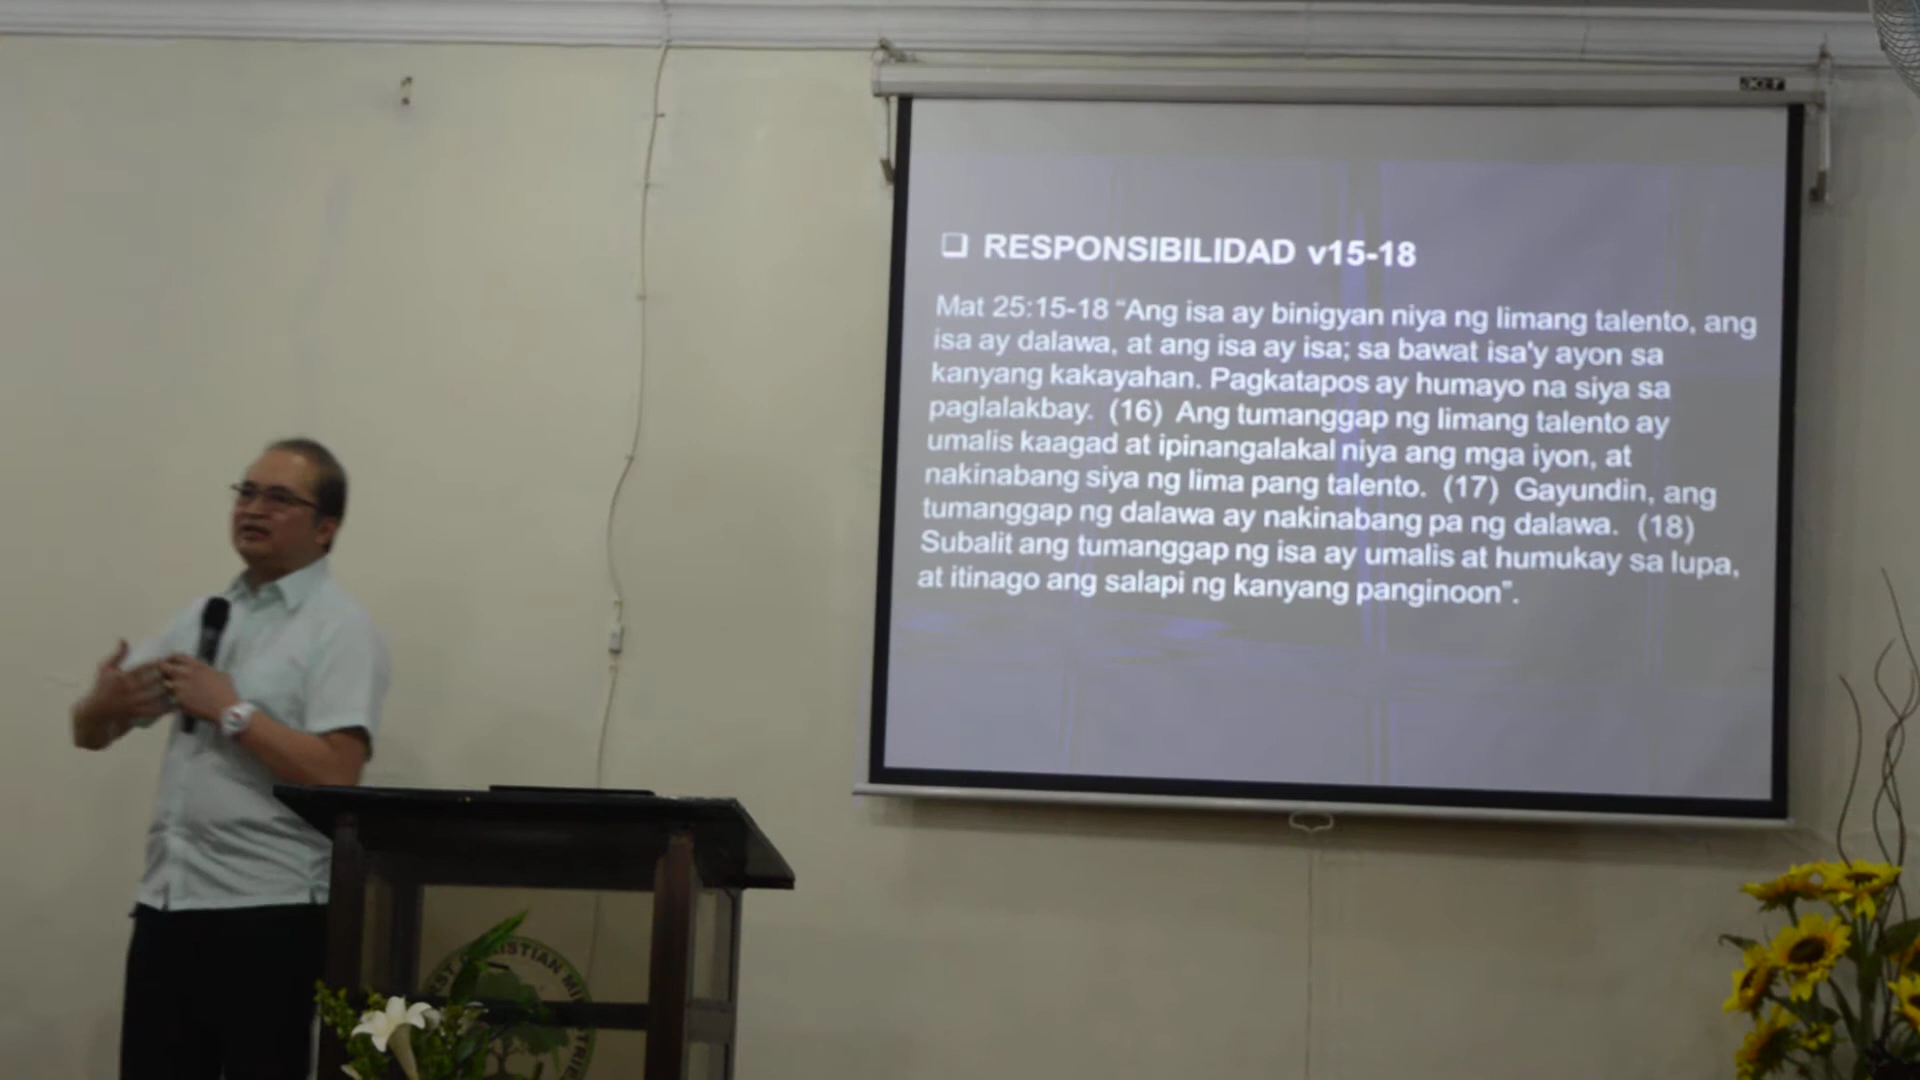 acer
❑ RESPONSIBILIDAD v15-18
Mat 25:15-18 “Ang isa ay binigyan niya ng limang talento, ang
isa ay dalawa, at ang isa ay isa; sa bawat isa'y ayon sa
kanyang kakayahan. Pagkatapos ay humayo na siya sa
paglalakbay. (16) Ang tumanggap ng limang talento ay
umalis kaagad at ipinangalakal niya ang mga iyon, at
nakinabang siya ng lima pang talento. (17) Gayundin, ang
tumanggap ng dalawa ay nakinabang pa ng dalawa. (18)
Subalit ang tumanggap ng isa ay umalis at humukay sa lupa,
at itinago ang salapi ng kanyang panginoon”.